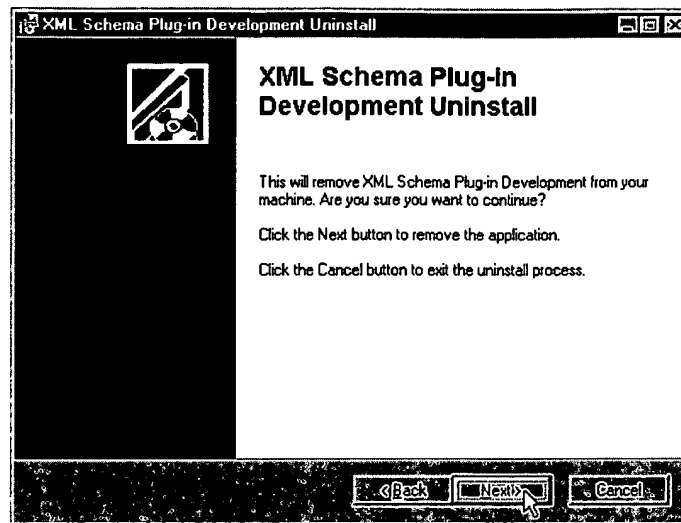 XML Schema Plug-in Development Uninstall
XML Schema Plug-in
Development Uninstall
This will remove XML Schema Plug-in Development from your
machine. Are you sure you want to continue?
Click the Next button to remove the application.
Click the Cancel button to exit the uninstall process.
< Back
Next >
Cancel